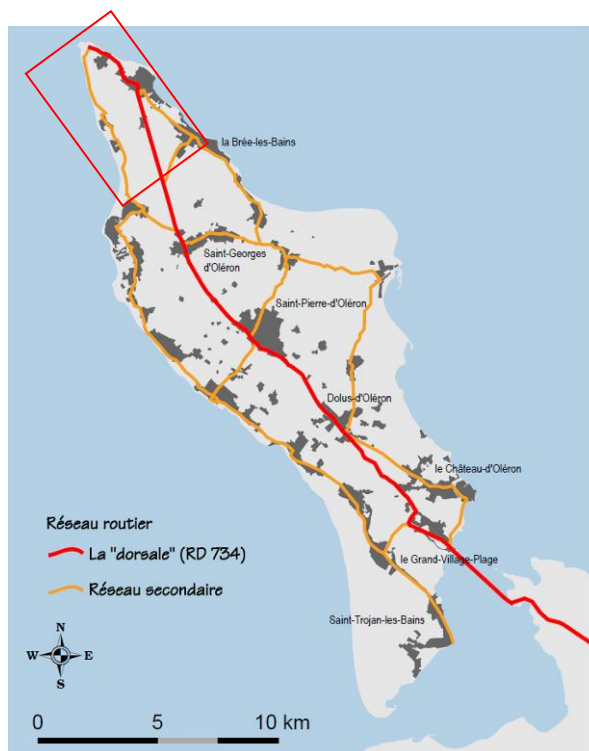 la Brée-les-Bains
Saint-Georges
d'Oléron
Saint-Pierre-d'Oléron
Dolus-d'Oléron
le Château-d'Oléron
Réseau routier
La "dorsale" (RD 734)
le Grand-Village-Plage
Réseau secondaire
Saint-Trojan-les-Bains
N
W E
S
0 5 10 km